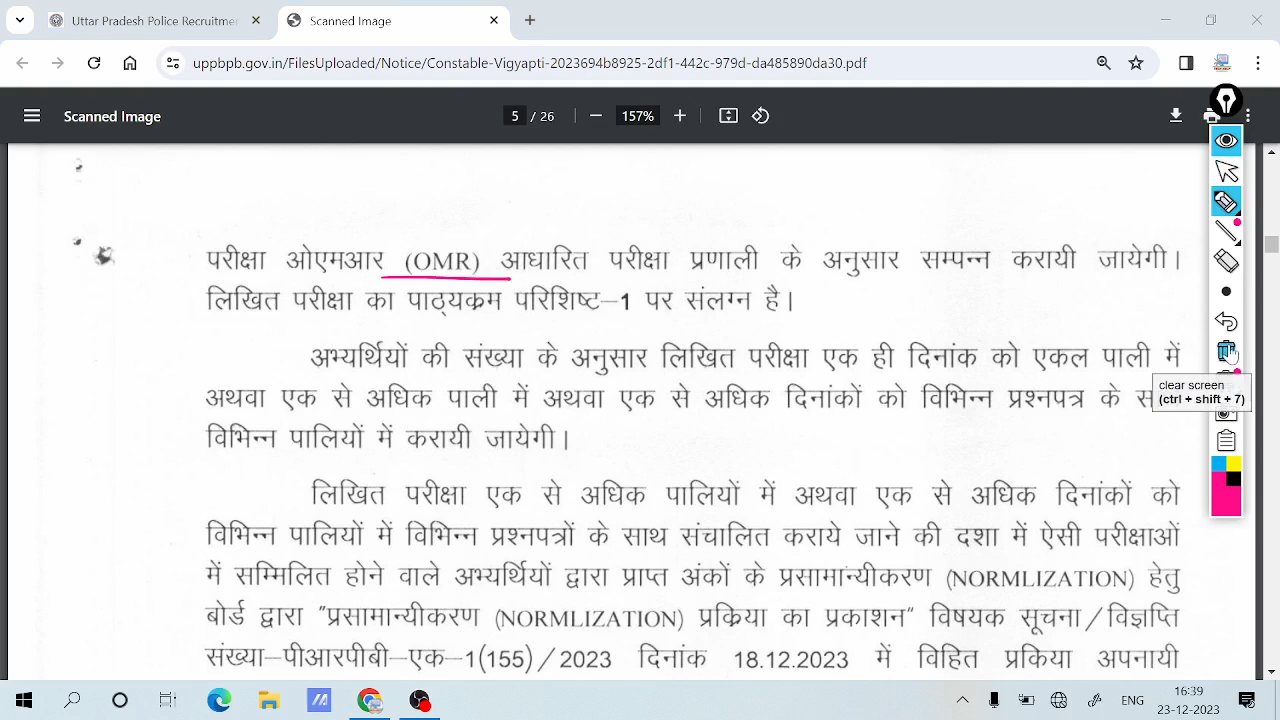 Uttar Pradesh Police Recruitmer
Scanned Image
uppbpb.gov.in/FilesUploaded/Notice/Constable-Vigypoti-2023694b8925-2df1-442c-979d-da485890da30.pdf
Scanned Image
5 / 26
157%
परीक्षा ओएमआर (OMR) आधारित परीक्षा प्रणाली के अनुसार सम्पन्न करायी जायेगी।
लिखित परीक्षा का पाठ्यक्रम परिशिष्ट–1 पर संलग्न है।
अभ्यर्थियों की संख्या के अनुसार लिखित परीक्षा एक ही दिनांक को एकल पाली में
अथवा एक से अधिक पाली में अथवा एक से अधिक दिनांकों को विभिन्न प्रश्नपत्र के
विभिन्न पालियों में करायी जायेगी।
clear screen
(ctrl + shift + 7)
लिखित परीक्षा एक से अधिक पालियों में अथवा एक से अधिक दिनांकों को
विभिन्न पालियों में विभिन्न प्रश्नपत्रों के साथ संचालित कराये जाने की दशा में ऐसी परीक्षाओं
में सम्मिलित होने वाले अभ्यर्थियों द्वारा प्राप्त अंकों के प्रसामान्यीकरण (NORMLIZATION) हेतु
बोर्ड द्वारा "प्रसामान्यीकरण (NORMLIZATION) प्रक्रिया का प्रकाशन" विषयक सूचना/विज्ञप्ति
संख्या–पीआरपीबी–एक–1(155)/2023 दिनांक 18.12.2023 में विहित प्रक्रिया अपनायी
ENG
16:39
23-12-2023